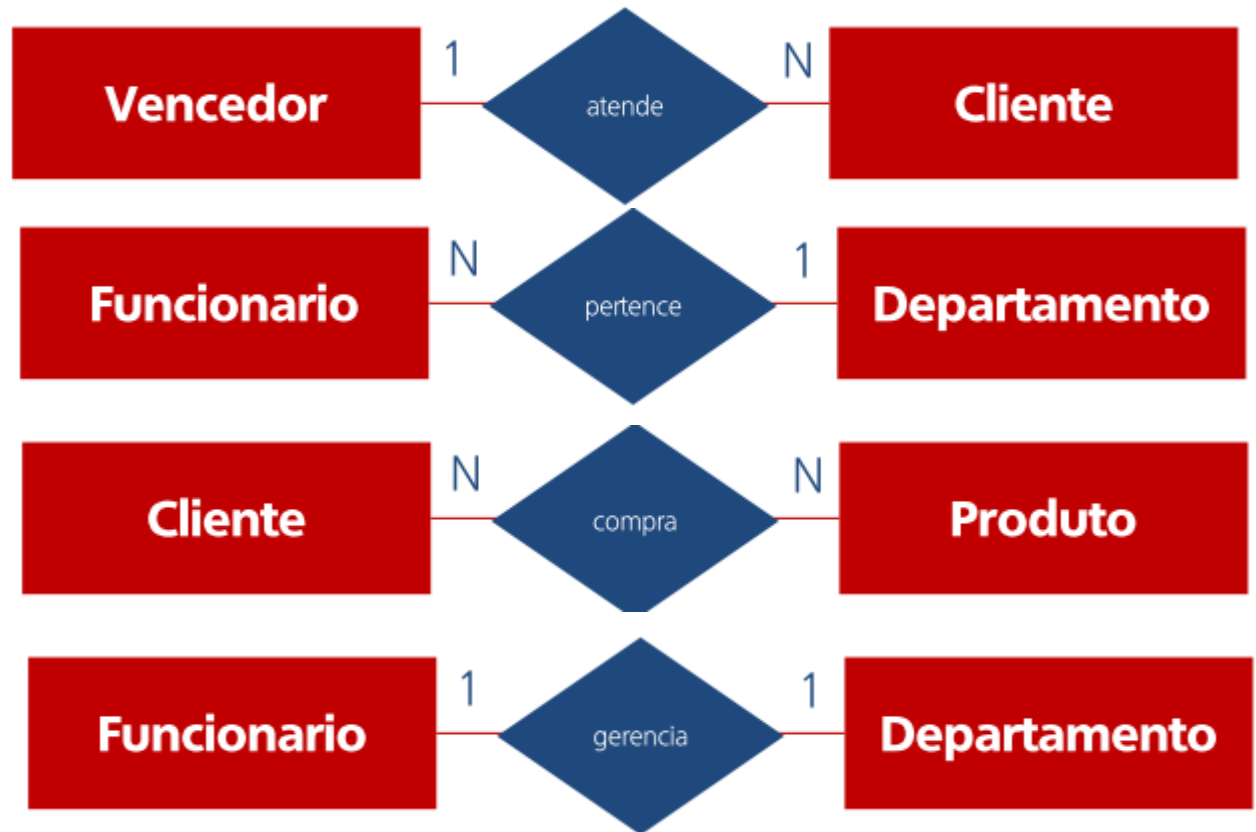 Vencedor 1 atende N Cliente
Funcionario N pertence 1 Departamento
Cliente N compra N Produto
Funcionario 1 gerencia 1 Departamento